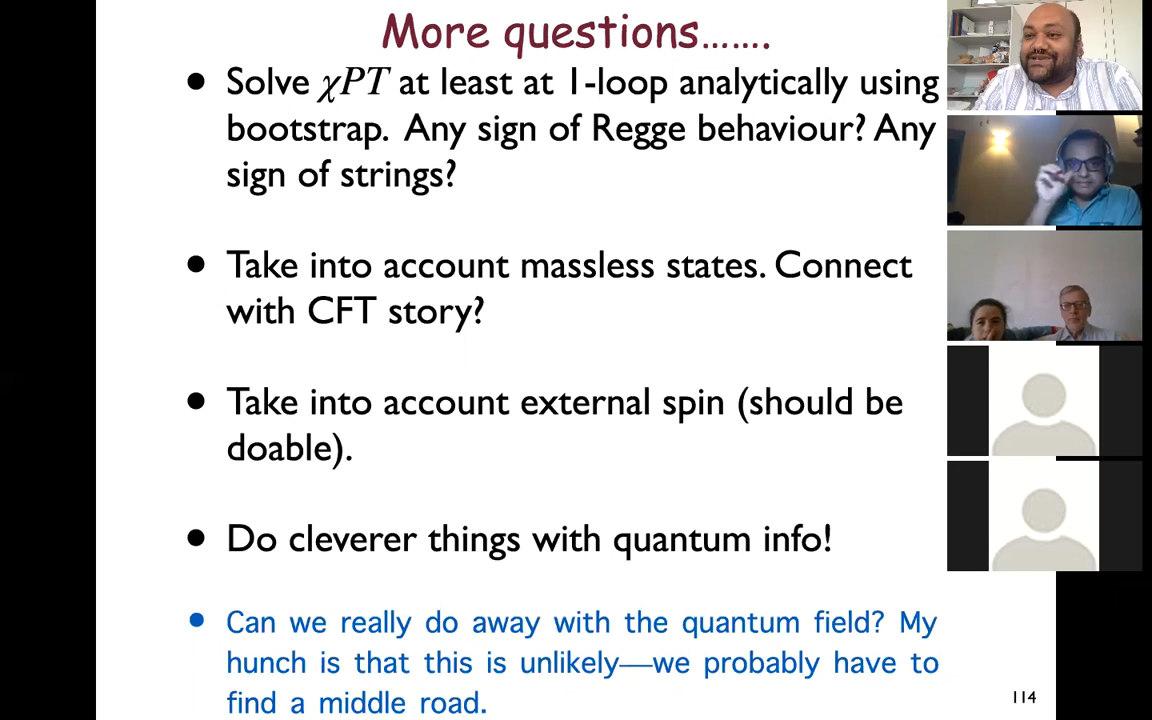 More questions…….
• Solve χPT at least at 1-loop analytically using
bootstrap. Any sign of Regge behaviour? Any
sign of strings?
• Take into account massless states. Connect
with CFT story?
• Take into account external spin (should be
doable).
• Do cleverer things with quantum info!
• Can we really do away with the quantum field? My
hunch is that this is unlikely—we probably have to
find a middle road.
114